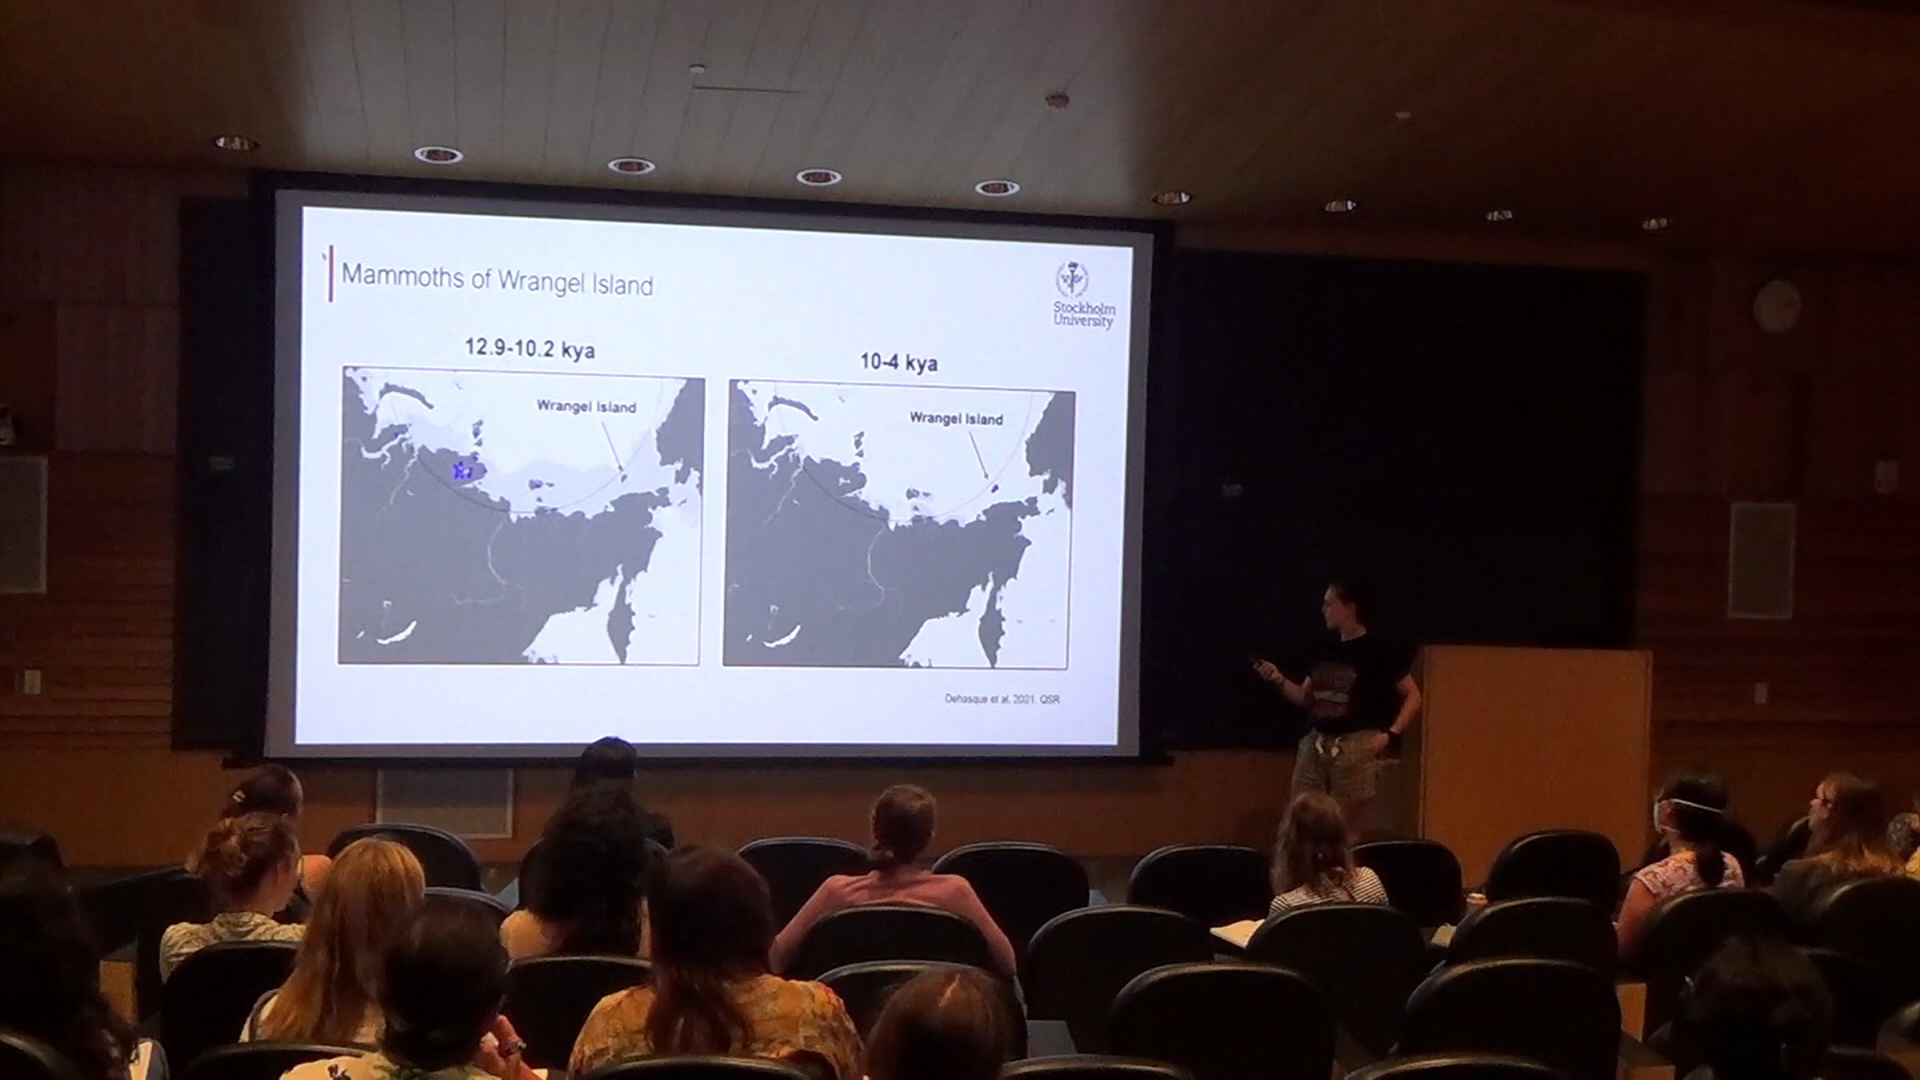 Mammoths of Wrangel Island
Stockholm
University
12.9-10.2 kya
10-4 kya
Wrangel Island
Wrangel Island
Dehasque et al. 2021. QSR